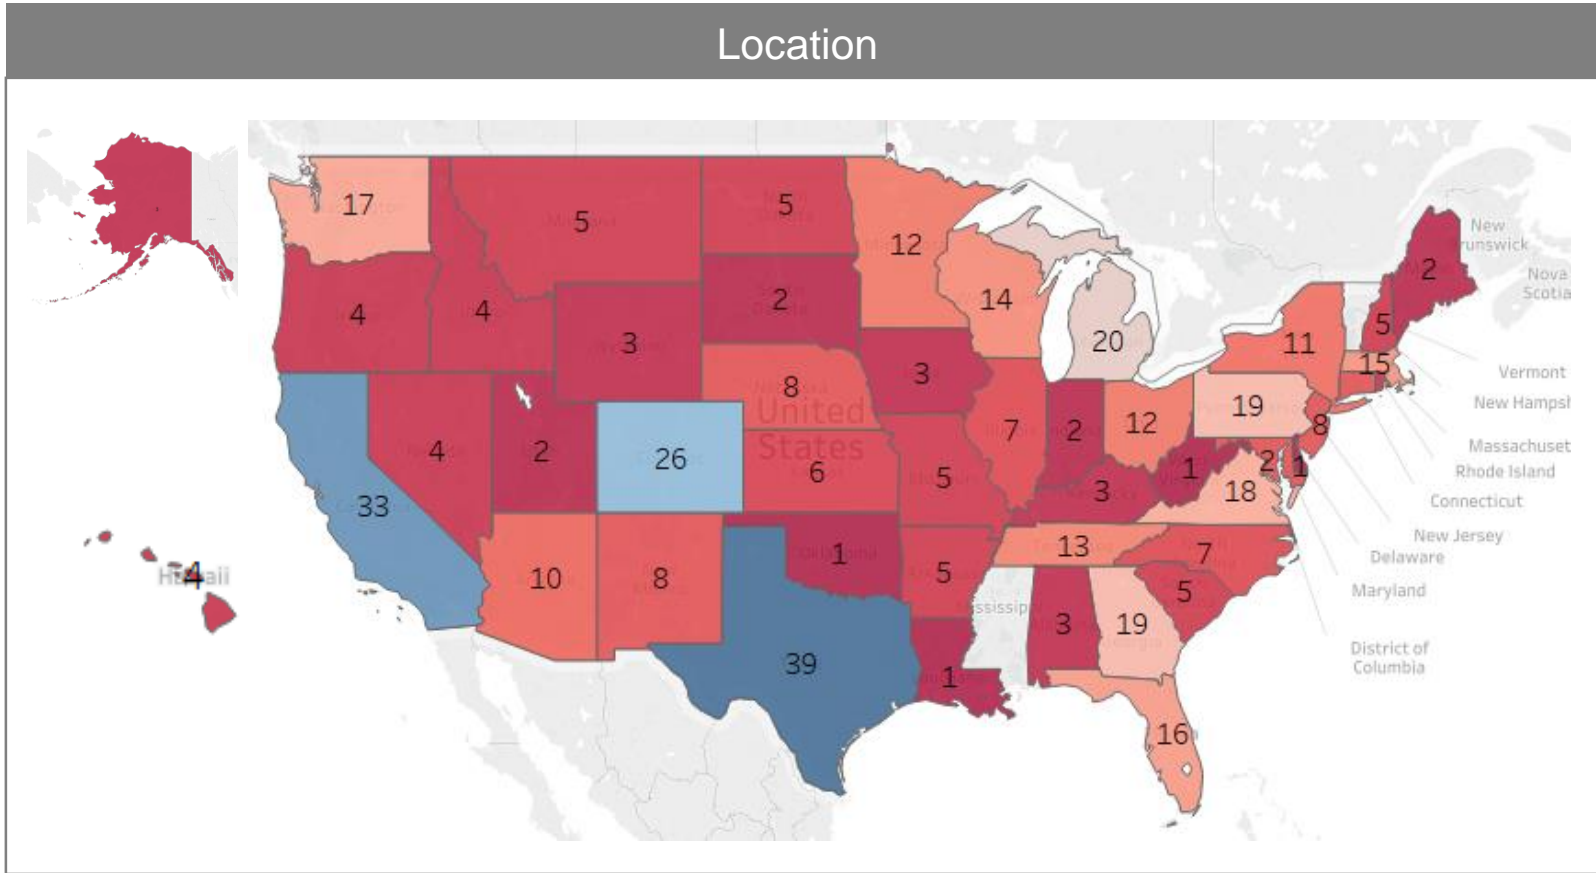 Location
17
5
5
12
2
New
Nova
Scotia
4
4
2
14
5
3
20
11
15
Vermont
3
8
19
8
New Hampsl
United
States
4
2
26
6
5
7
2
12
1
2
1
Massachuset
Rhode Island
33
3
18
Connecticut
10
8
1
5
13
7
New Jersey
Delaware
4
5
Maryland
3
19
39
1
District of
Columbia
16